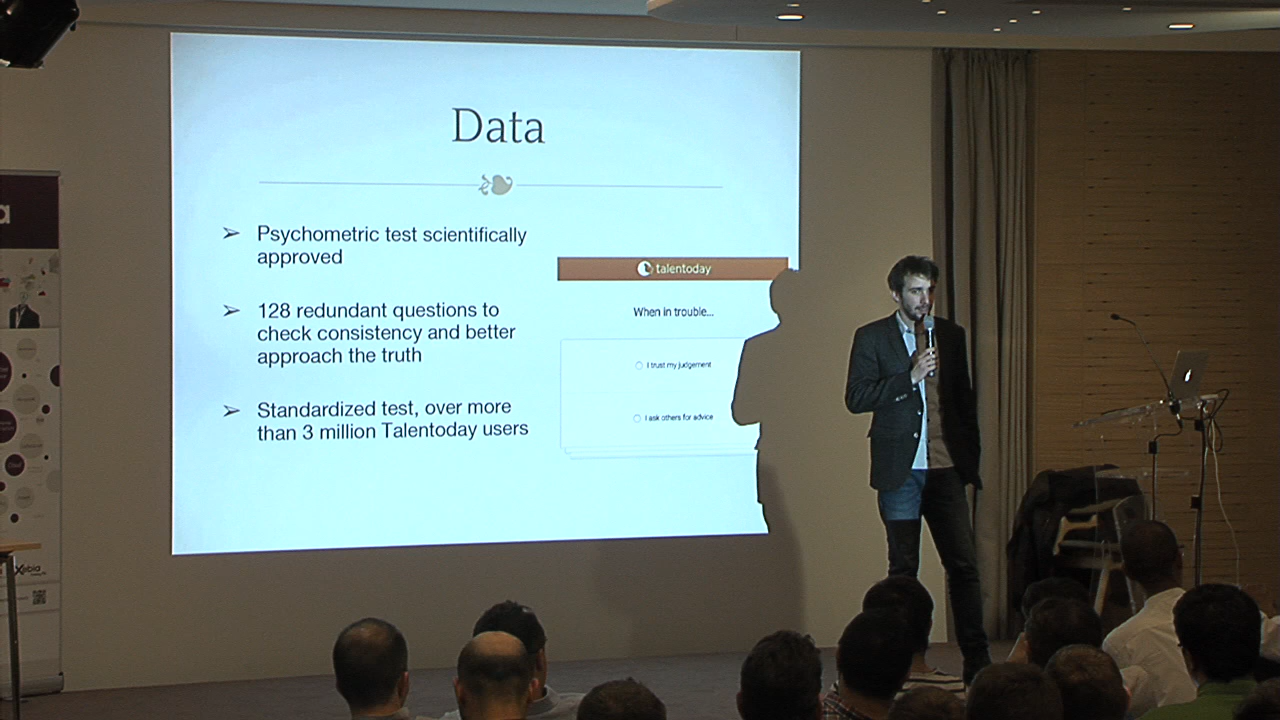 Data
Psychometric test scientifically
approved
128 redundant questions to
check consistency and better
approach the truth
Standardized test, over more
than 3 million Talentoday users
talentoday
When in trouble...
I trust my judgement
I ask others for advice
a
Xebia